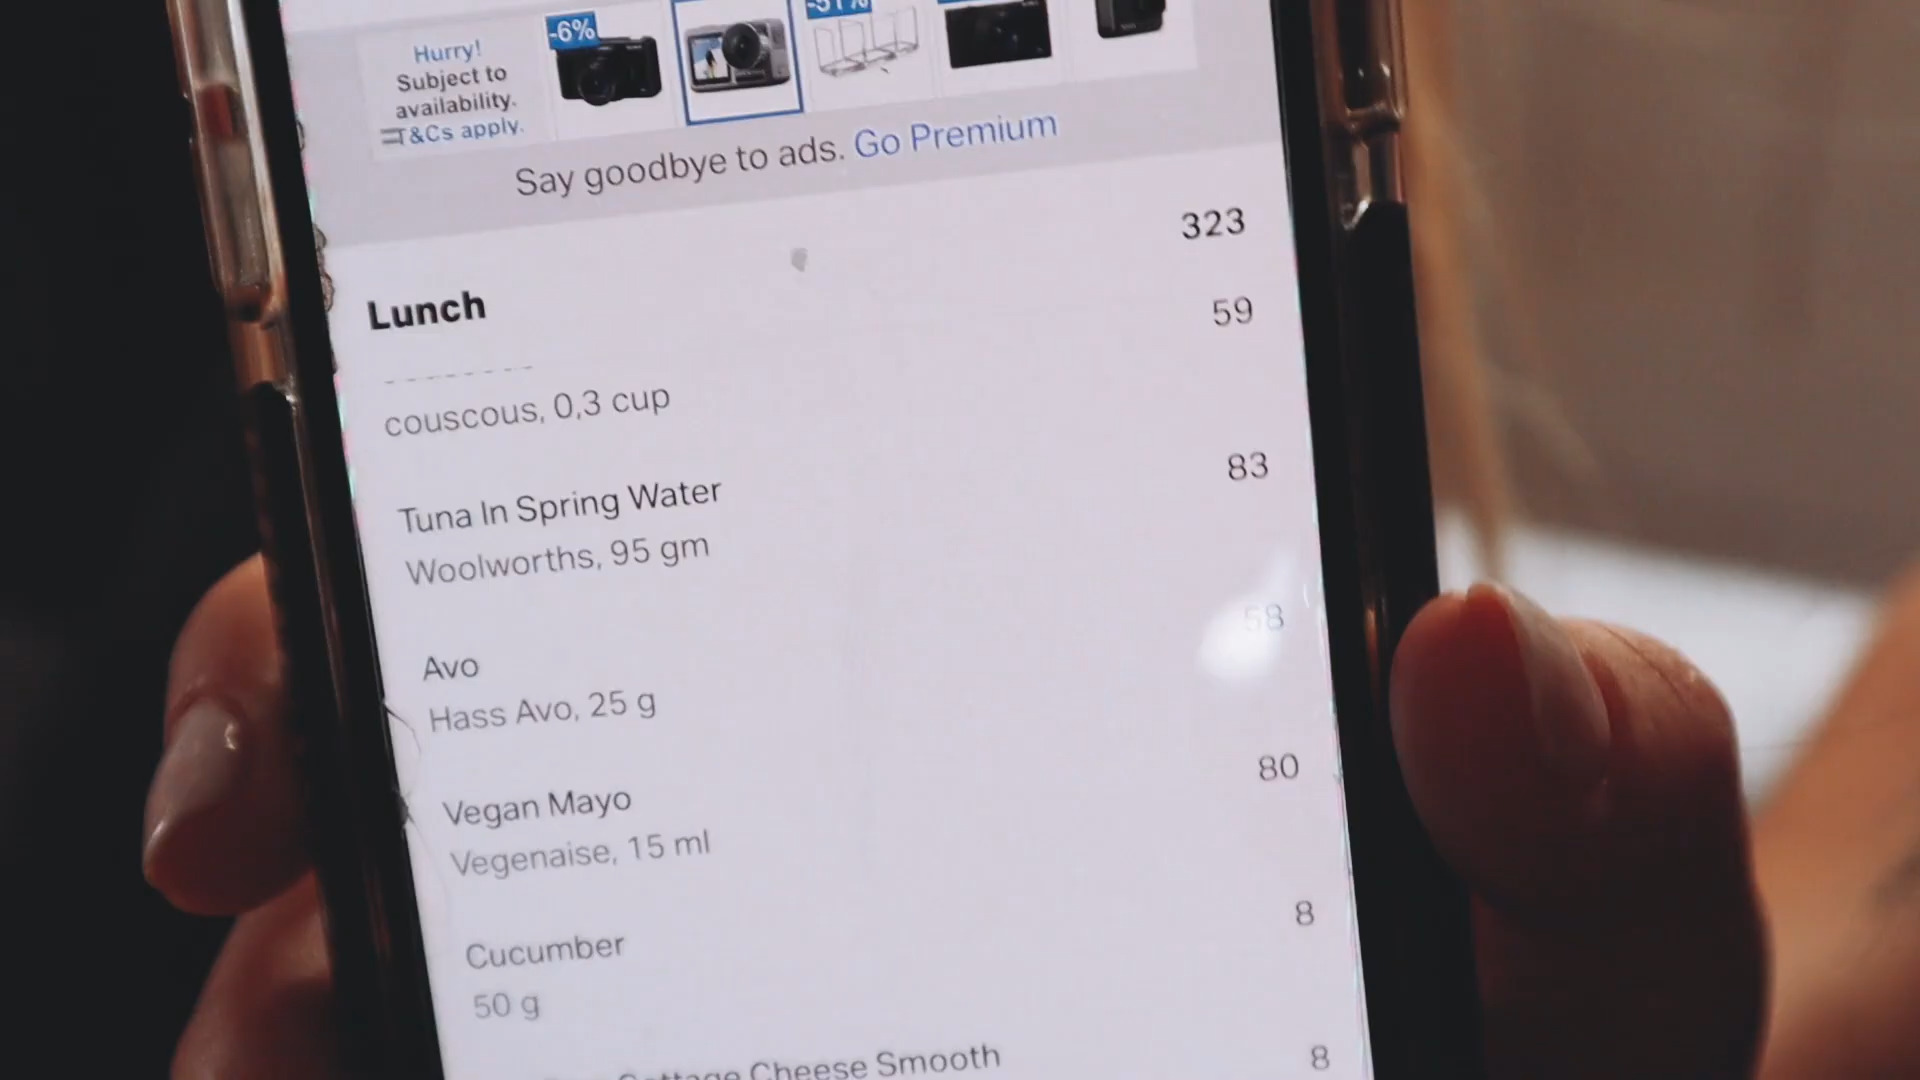 -6%
-51%
Hurry!
Subject to
availability.
T&Cs apply.
Say goodbye to ads. Go Premium
Lunch 323
59
couscous, 0,3 cup
Tuna In Spring Water 83
Woolworths, 95 gm
Avo 58
Hass Avo, 25 g
Vegan Mayo 80
Vegenaise, 15 ml
Cucumber 8
50 g
Cottage Cheese Smooth 8